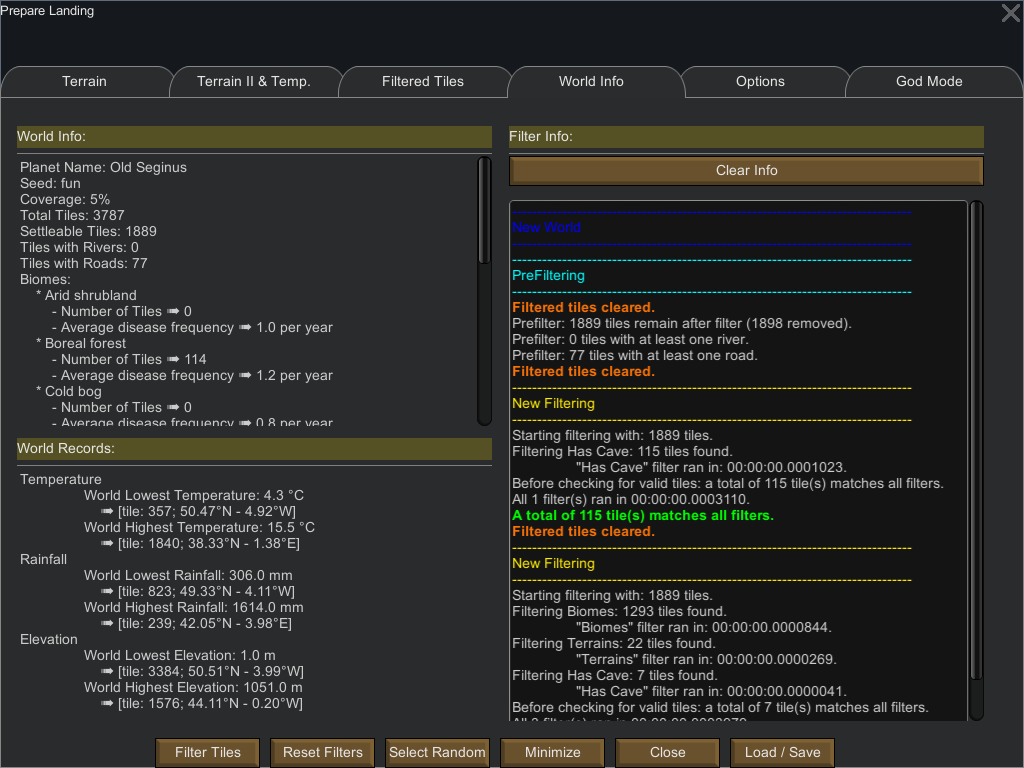 Prepare Landing
Terrain
Terrain II & Temp.
Filtered Tiles
World Info
Options
God Mode
World Info:
Planet Name: Old Seginus
Seed: fun
Coverage: 5%
Total Tiles: 3787
Settleable Tiles: 1889
Tiles with Rivers: 0
Tiles with Roads: 77
Biomes:
* Arid shrubland
- Number of Tiles ➠ 0
- Average disease frequency ➠ 1.0 per year
* Boreal forest
- Number of Tiles ➠ 114
- Average disease frequency ➠ 1.2 per year
* Cold bog
- Number of Tiles ➠ 0
- Average disease frequency ➠ 0.8 per year
World Records:
Temperature
World Lowest Temperature: 4.3 °C
➠ [tile: 357; 50.47°N - 4.92°W]
World Highest Temperature: 15.5 °C
➠ [tile: 1840; 38.33°N - 1.38°E]
Rainfall
World Lowest Rainfall: 306.0 mm
➠ [tile: 823; 49.33°N - 4.11°W]
World Highest Rainfall: 1614.0 mm
➠ [tile: 239; 42.05°N - 3.98°E]
Elevation
World Lowest Elevation: 1.0 m
➠ [tile: 3384; 50.51°N - 3.99°W]
World Highest Elevation: 1051.0 m
➠ [tile: 1576; 44.11°N - 0.20°W]
Filter Info:
Clear Info
--------------------------------------------------------------------------------
New World
--------------------------------------------------------------------------------
--------------------------------------------------------------------------------
PreFiltering
--------------------------------------------------------------------------------
Filtered tiles cleared.
Prefilter: 1889 tiles remain after filter (1898 removed).
Prefilter: 0 tiles with at least one river.
Prefilter: 77 tiles with at least one road.
Filtered tiles cleared.
--------------------------------------------------------------------------------
New Filtering
--------------------------------------------------------------------------------
Starting filtering with: 1889 tiles.
Filtering Has Cave: 115 tiles found.
"Has Cave" filter ran in: 00:00:00.0001023.
Before checking for valid tiles: a total of 115 tile(s) matches all filters.
All 1 filter(s) ran in 00:00:00.0003110.
A total of 115 tile(s) matches all filters.
Filtered tiles cleared.
--------------------------------------------------------------------------------
New Filtering
--------------------------------------------------------------------------------
Starting filtering with: 1889 tiles.
Filtering Biomes: 1293 tiles found.
"Biomes" filter ran in: 00:00:00.0000844.
Filtering Terrains: 22 tiles found.
"Terrains" filter ran in: 00:00:00.0000269.
Filtering Has Cave: 7 tiles found.
"Has Cave" filter ran in: 00:00:00.0000041.
Before checking for valid tiles: a total of 7 tile(s) matches all filters.
All 3 filter(s) ran in
Filter Tiles
Reset Filters
Select Random
Minimize
Close
Load / Save